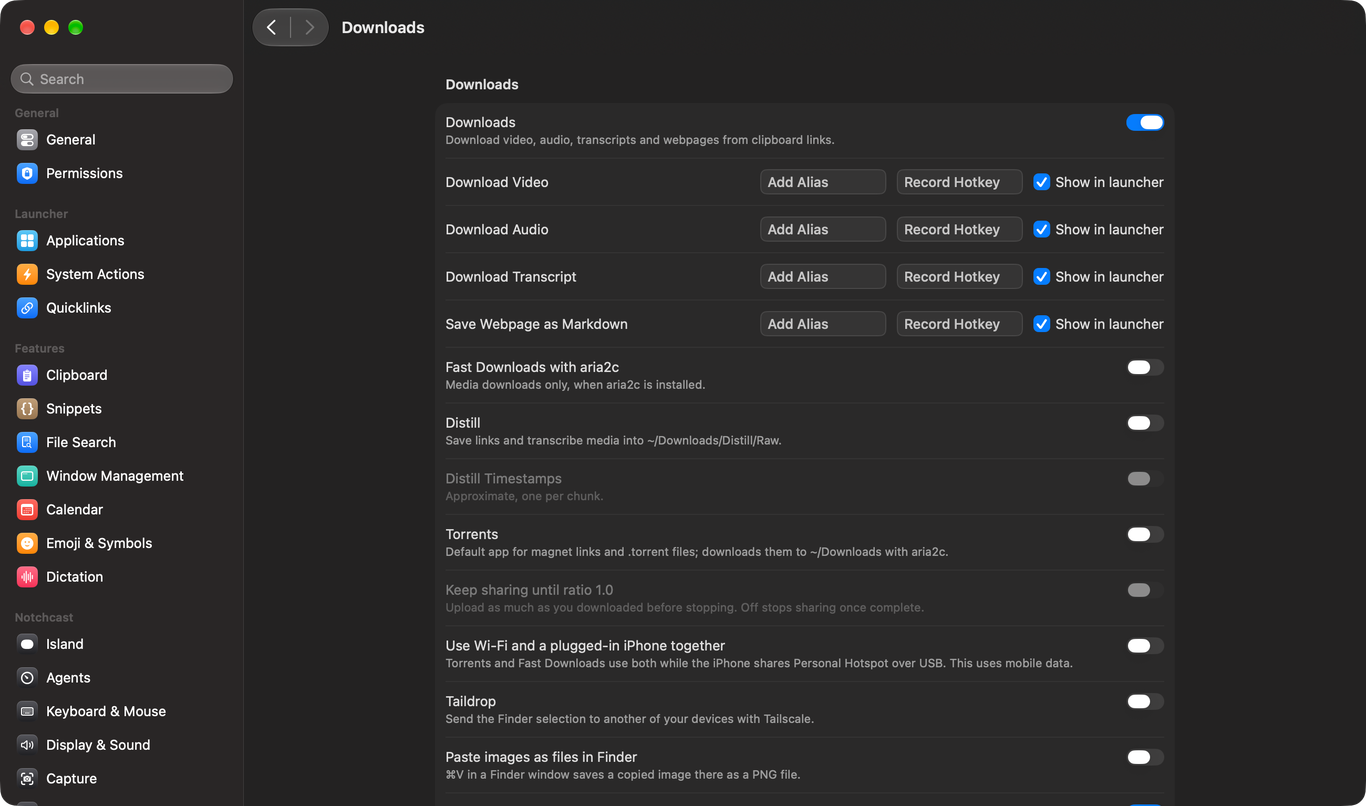 Downloads
Search
General
General
Permissions
Launcher
Applications
System Actions
Quicklinks
Features
Clipboard
Snippets
File Search
Window Management
Calendar
Emoji & Symbols
Dictation
Notchcast
Island
Agents
Keyboard & Mouse
Display & Sound
Capture
Downloads
Downloads
Download video, audio, transcripts and webpages from clipboard links.
Download Video Add Alias Record Hotkey Show in launcher
Download Audio Add Alias Record Hotkey Show in launcher
Download Transcript Add Alias Record Hotkey Show in launcher
Save Webpage as Markdown Add Alias Record Hotkey Show in launcher
Fast Downloads with aria2c
Media downloads only, when aria2c is installed.
Distill
Save links and transcribe media into ~/Downloads/Distill/Raw.
Distill Timestamps
Approximate, one per chunk.
Torrents
Default app for magnet links and .torrent files; downloads them to ~/Downloads with aria2c.
Keep sharing until ratio 1.0
Upload as much as you downloaded before stopping. Off stops sharing once complete.
Use Wi-Fi and a plugged-in iPhone together
Torrents and Fast Downloads use both while the iPhone shares Personal Hotspot over USB. This uses mobile data.
Taildrop
Send the Finder selection to another of your devices with Tailscale.
Paste images as files in Finder
⌘V in a Finder window saves a copied image there as a PNG file.